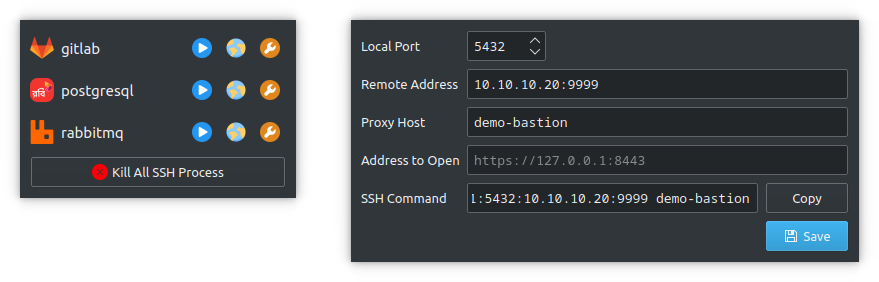 gitlab
রবি
postgresql
rabbitmq
Kill All SSH Process
Local Port 5432
Remote Address 10.10.10.20:9999
Proxy Host demo-bastion
Address to Open https://127.0.0.1:8443
SSH Command 1:5432:10.10.10.20:9999 demo-bastion Copy
Save